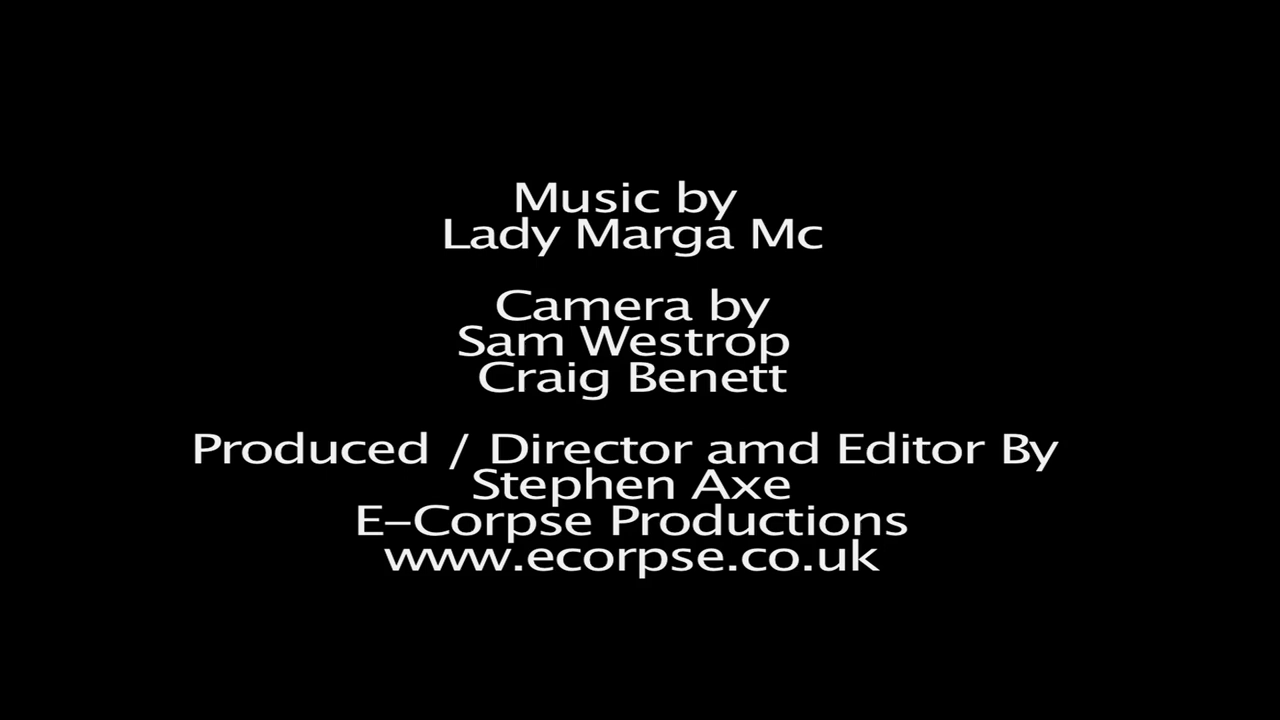 Music by
Lady Marga Mc
Camera by
Sam Westrop
Craig Benett
Produced / Director amd Editor By
Stephen Axe
E-Corpse Productions
www.ecorpse.co.uk